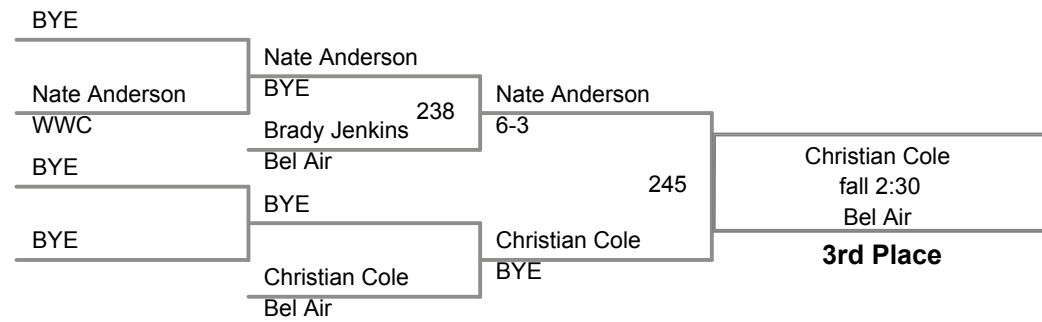 BYE
Nate Anderson
WWC
BYE
BYE
Nate Anderson
BYE
238
Brady Jenkins
Bel Air
BYE
Christian Cole
Bel Air
Nate Anderson
6-3
245
Christian Cole
BYE
Christian Cole
fall 2:30
Bel Air
3rd Place